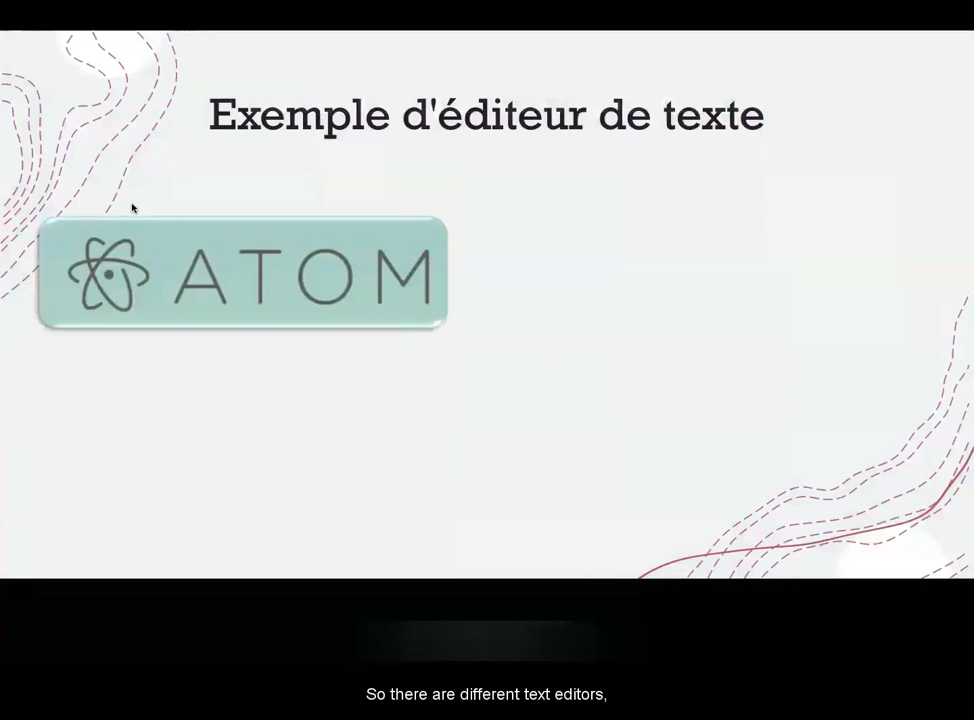 Exemple d'éditeur de texte
ATOM
So there are different text editors,